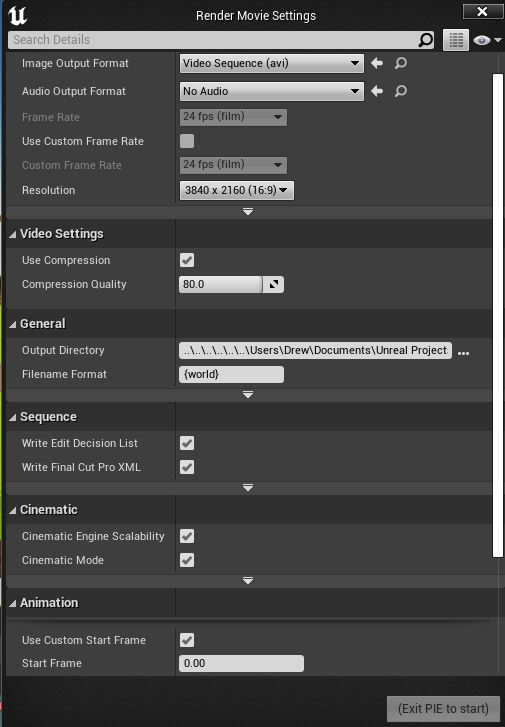 Render Movie Settings
Search Details
Image Output Format Video Sequence (avi)
Audio Output Format No Audio
Frame Rate 24 fps (film)
Use Custom Frame Rate
Custom Frame Rate 24 fps (film)
Resolution 3840 x 2160 (16:9)
Video Settings
Use Compression
Compression Quality 80.0
General
Output Directory ..\..\..\..\..\..\Users\Drew\Documents\Unreal Project
Filename Format {world}
Sequence
Write Edit Decision List
Write Final Cut Pro XML
Cinematic
Cinematic Engine Scalability
Cinematic Mode
Animation
Use Custom Start Frame
Start Frame 0.00
(Exit PIE to start)